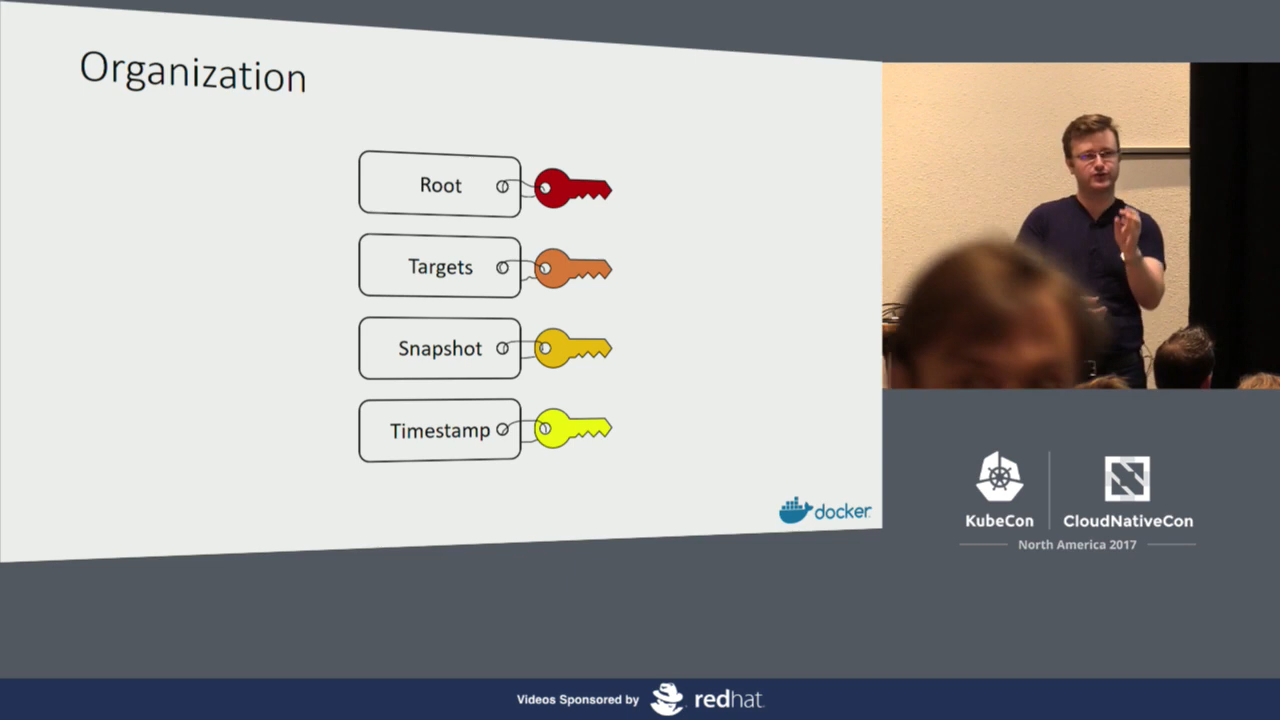 Organization
Root
Targets
Snapshot
Timestamp
docker
KubeCon
CloudNativeCon
North America 2017
Videos Sponsored by
redhat.